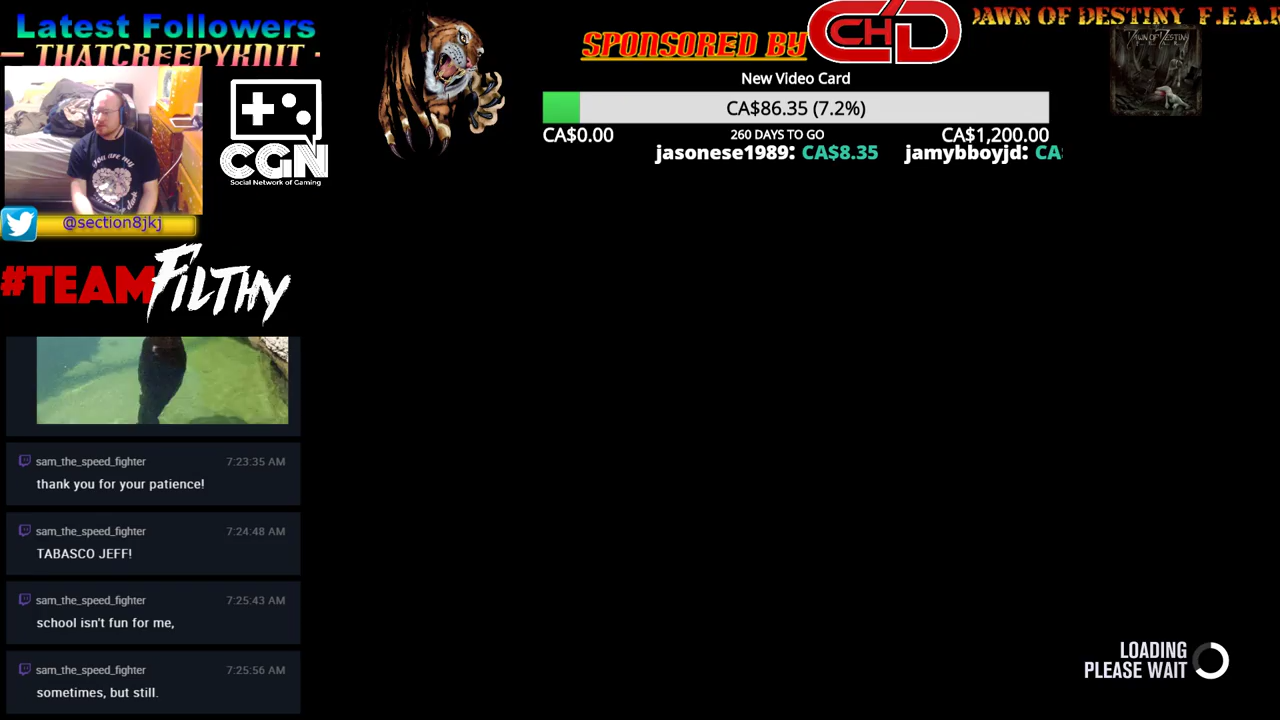 Latest Followers
THATCREEPYKNIT
@section8jkj
CGN
Social Network of Gaming
#TEAM FILTHY
SPONSORED BY CHD
New Video Card
CA$86.35 (7.2%)
CA$0.00 260 DAYS TO GO CA$1,200.00
jasonese1989: CA$8.35 jamybboyjd: CA
DAWN OF DESTINY F.E.A.R
DAWN OF DESTINY
sam_the_speed_fighter 7:23:35 AM
thank you for your patience!
sam_the_speed_fighter 7:24:48 AM
TABASCO JEFF!
sam_the_speed_fighter 7:25:43 AM
school isn't fun for me,
sam_the_speed_fighter 7:25:56 AM
sometimes, but still.
LOADING
PLEASE WAIT